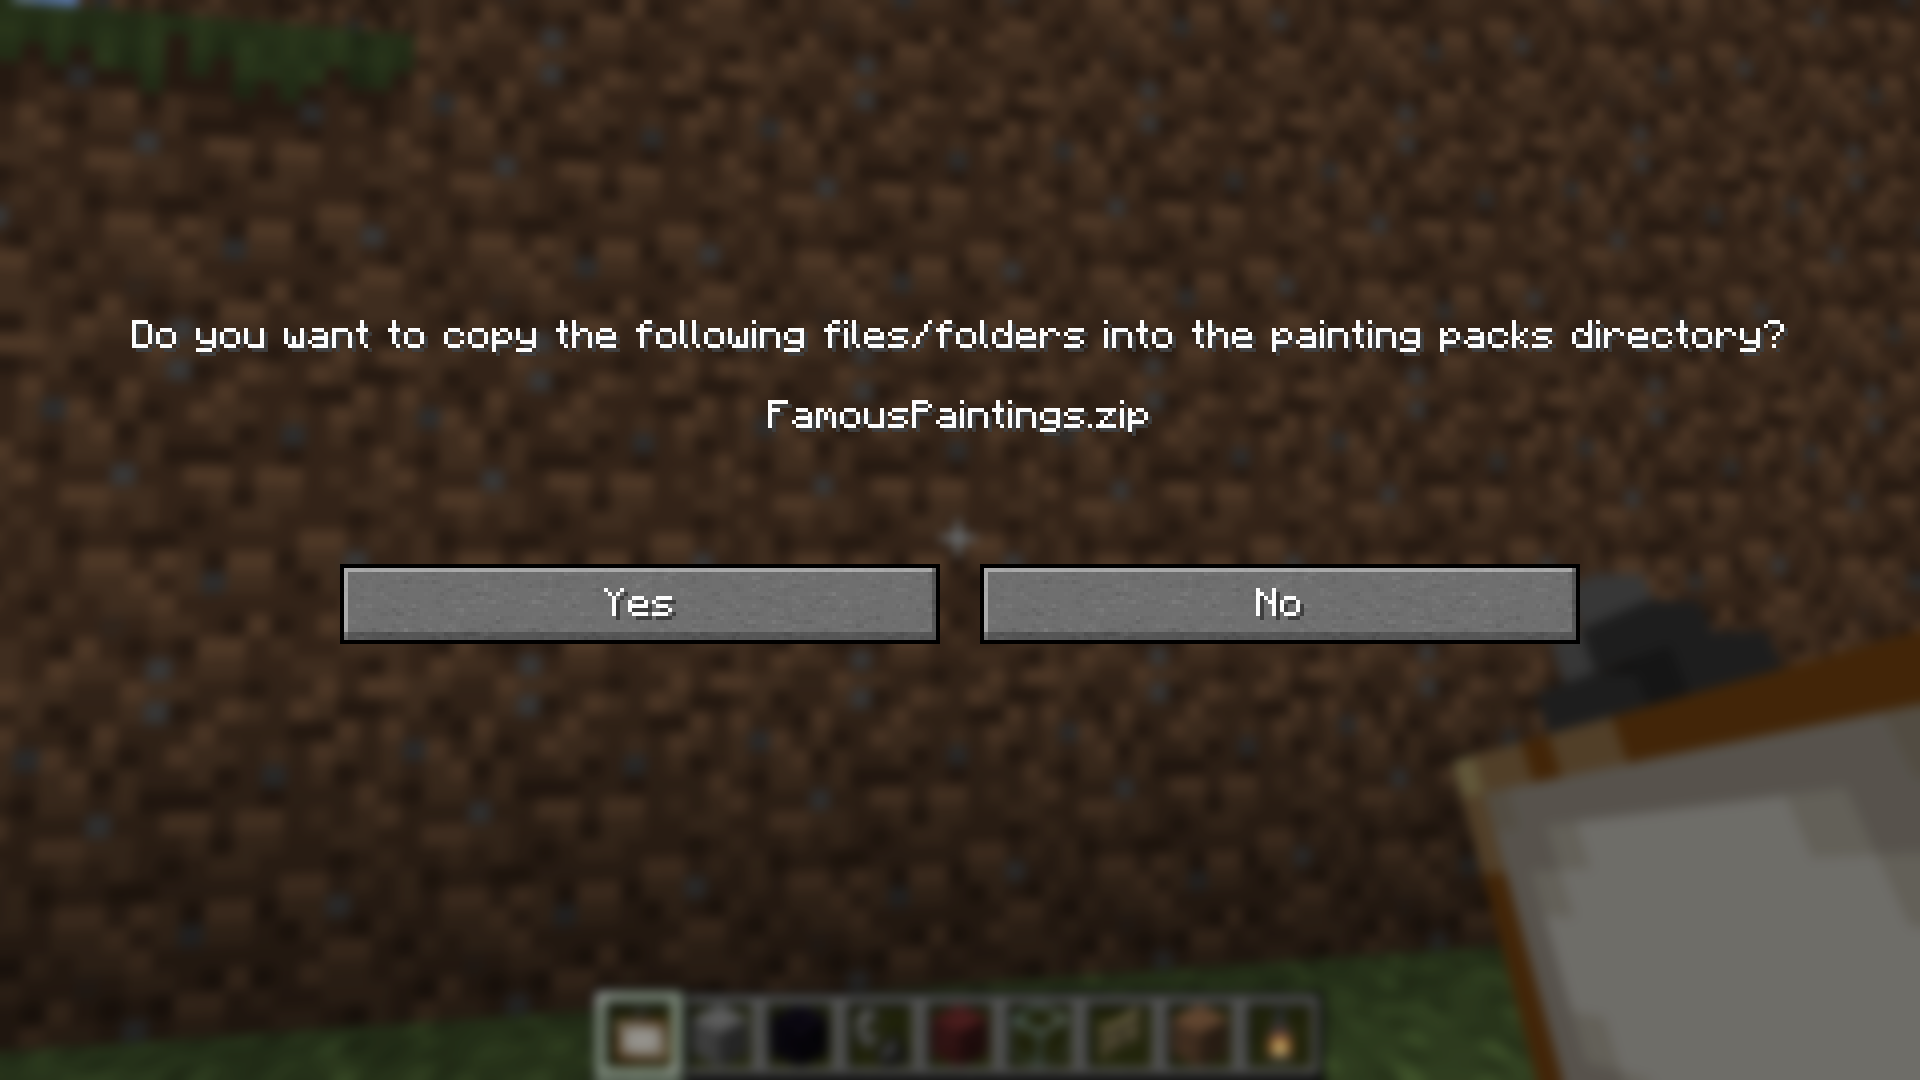 Do you want to copy the following files/folders into the painting packs directory?
FamousPaintings.zip
Yes
No